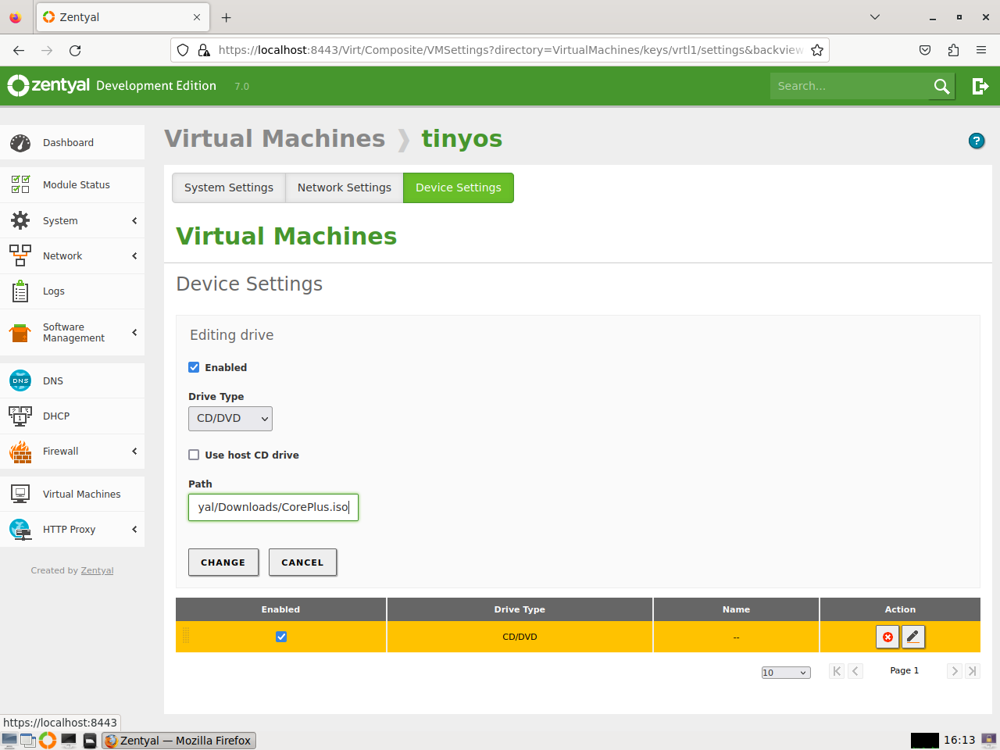 Zentyal
https://localhost:8443/Virt/Composite/VMSettings?directory=VirtualMachines/keys/vrtl1/settings&backview
zentyal Development Edition 7.0
Search...
Virtual Machines ❯ tinyos
?
Dashboard
Module Status
System
Network
Logs
Software
Management
DNS
DNS
DHCP
Firewall
Virtual Machines
HTTP Proxy
Created by Zentyal
System Settings Network Settings Device Settings
Virtual Machines
Device Settings
Editing drive
Enabled
Drive Type
CD/DVD
Use host CD drive
Path
yal/Downloads/CorePlus.iso
CHANGE CANCEL
Enabled Drive Type Name Action
CD/DVD --
10 Page 1
https://localhost:8443
Zentyal — Mozilla Firefox
16:13